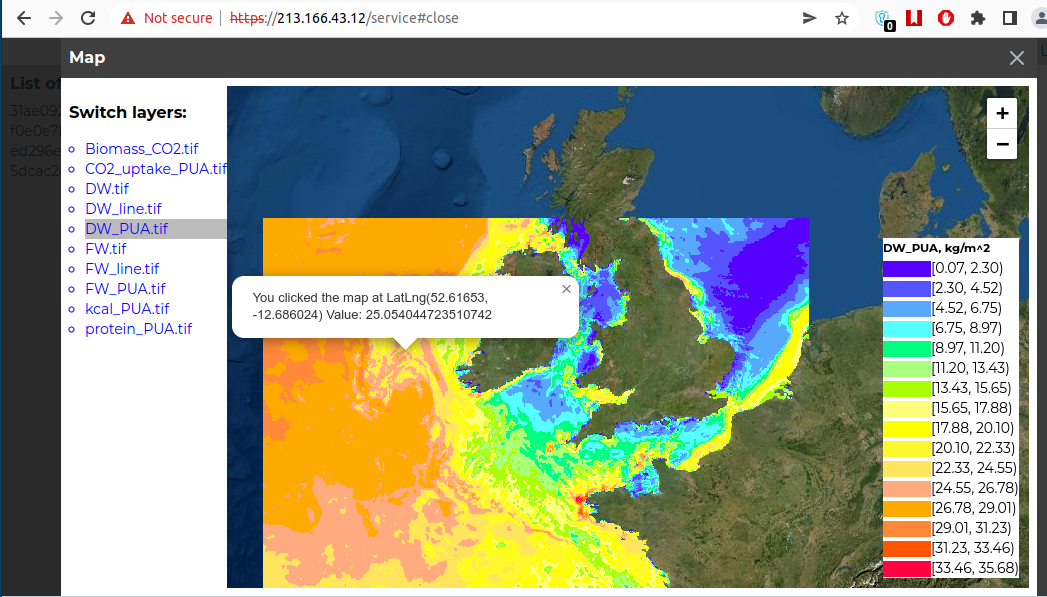 Not secure
https://213.166.43.12/service#close
0
Map
List of
31ae092
f0e0e7
ed296e
5dcac2
Switch layers:
Biomass_CO2.tif
CO2_uptake_PUA.tif
DW.tif
DW_line.tif
DW_PUA.tif
FW.tif
FW_line.tif
FW_PUA.tif
kcal_PUA.tif
protein_PUA.tif
+
−
You clicked the map at LatLng(52.61653,
-12.686024) Value: 25.054044723510742
×
DW_PUA, kg/m^2
[0.07, 2.30)
[2.30, 4.52)
[4.52, 6.75)
[6.75, 8.97)
[8.97, 11.20)
[11.20, 13.43)
[13.43, 15.65)
[15.65, 17.88)
[17.88, 20.10)
[20.10, 22.33)
[22.33, 24.55)
[24.55, 26.78)
[26.78, 29.01)
[29.01, 31.23)
[31.23, 33.46)
[33.46, 35.68)